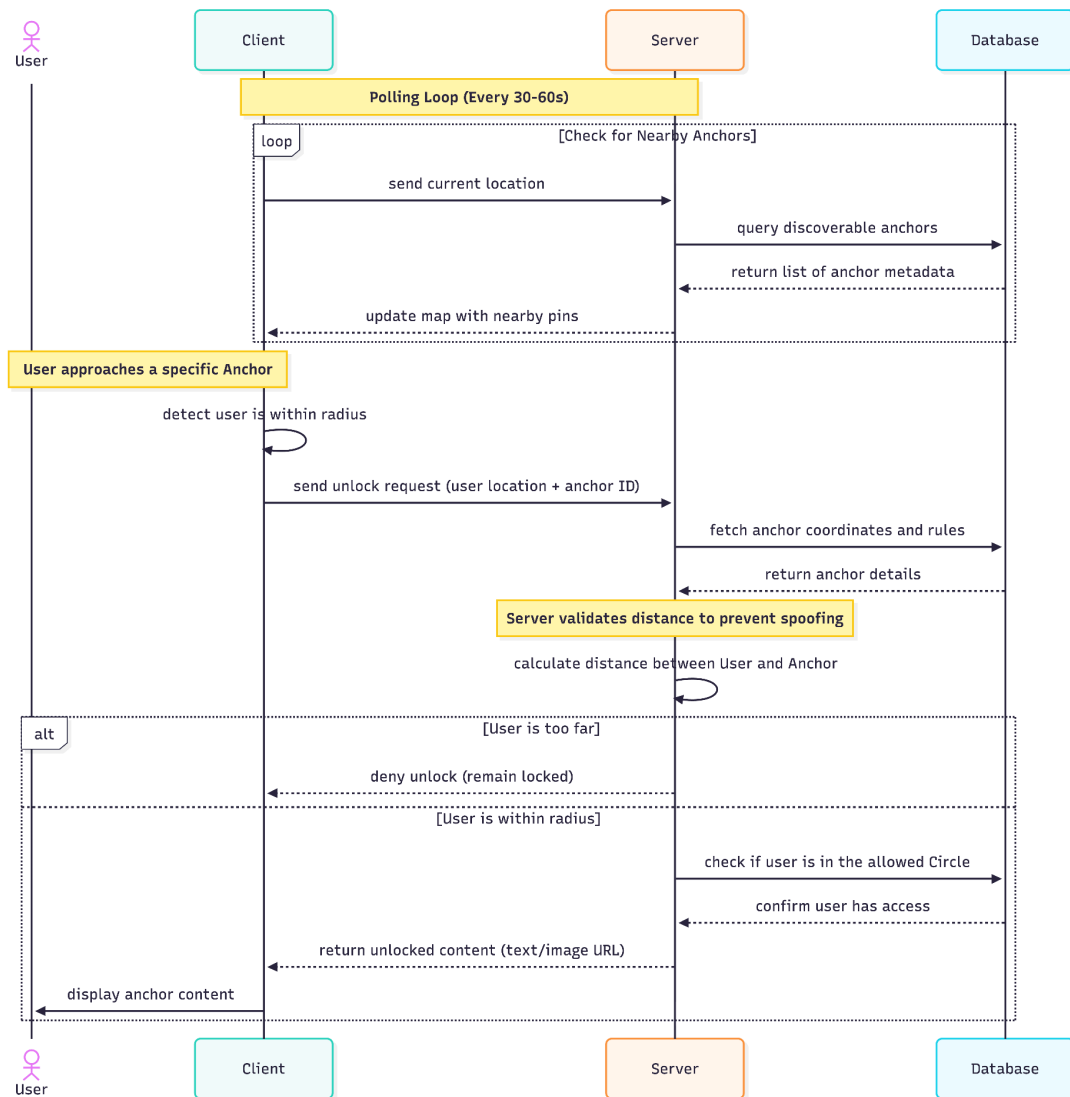 User
Client
Server
Database
Polling Loop (Every 30-60s)
loop
[Check for Nearby Anchors]
send current location
query discoverable anchors
return list of anchor metadata
update map with nearby pins
User approaches a specific Anchor
detect user is within radius
send unlock request (user location + anchor ID)
fetch anchor coordinates and rules
return anchor details
Server validates distance to prevent spoofing
calculate distance between User and Anchor
alt
[User is too far]
deny unlock (remain locked)
[User is within radius]
check if user is in the allowed Circle
confirm user has access
return unlocked content (text/image URL)
display anchor content
User
Client
Server
Database